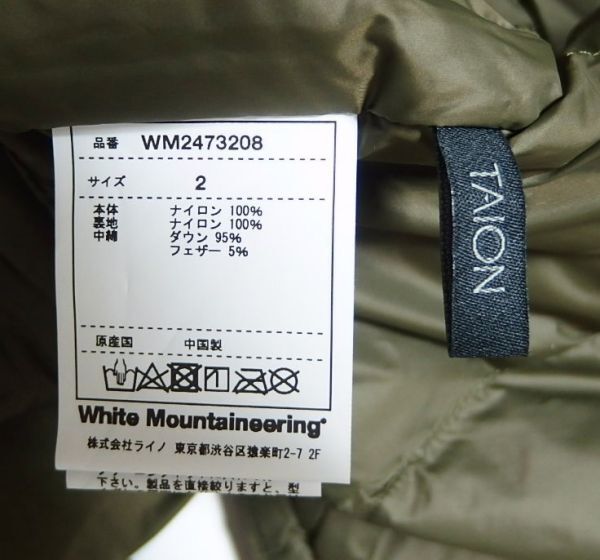 品番 WM2473208
サイズ 2
本体 ナイロン 100%
裏地 ナイロン 100%
中綿 ダウン 95%
フェザー 5%
原産国 中国製
White Mountaineering®
株式会社ライノ 東京都渋谷区猿楽町2-7 2F
下さい。製品を直接絞りますと、型
TAION